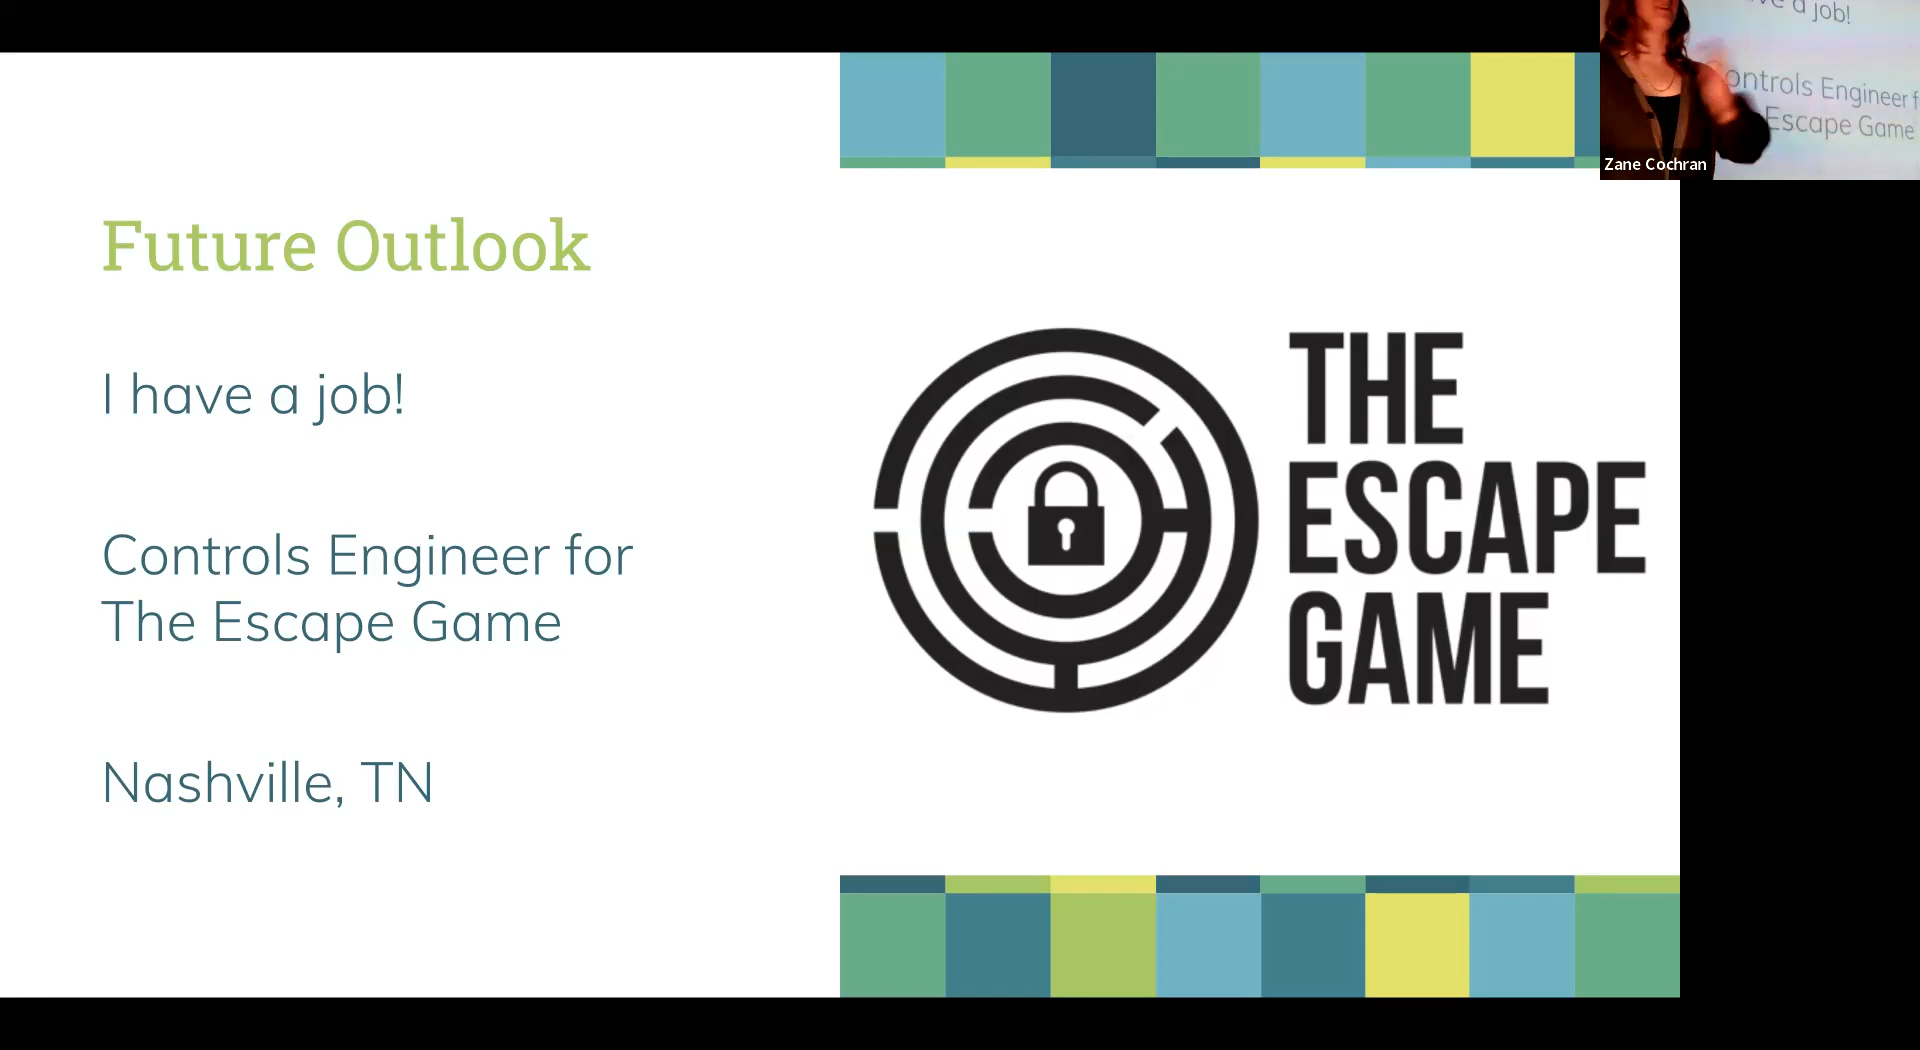 Future Outlook
I have a job!
Controls Engineer for
The Escape Game
Nashville, TN
THE
ESCAPE
GAME
a job!
ontrols Engineer f
Escape Game
Zane Cochran